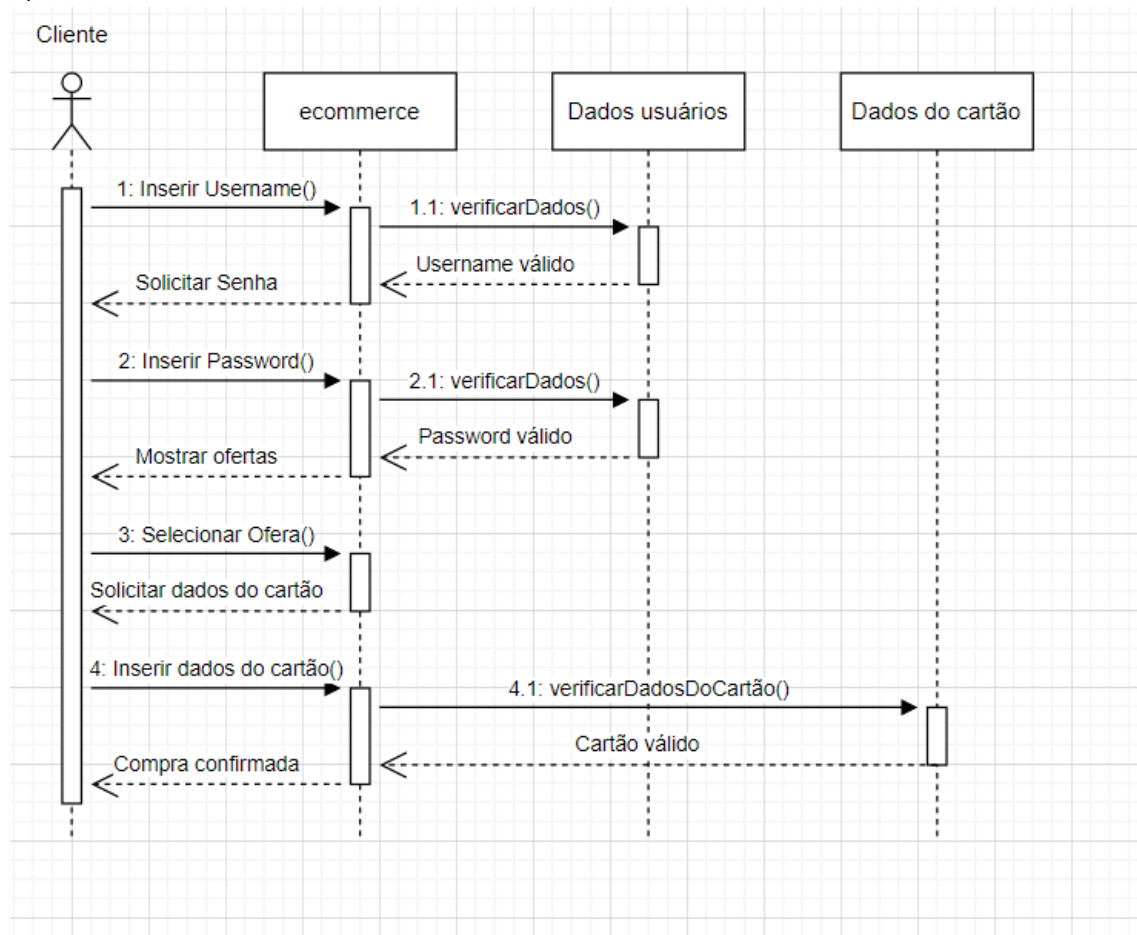 Cliente
ecommerce
Dados usuários
Dados do cartão
1: Inserir Username()
1.1: verificarDados()
Username válido
Solicitar Senha
2: Inserir Password()
2.1: verificarDados()
Password válido
Mostrar ofertas
3: Selecionar Ofera()
Solicitar dados do cartão
4: Inserir dados do cartão()
4.1: verificarDadosDoCartão()
Cartão válido
Compra confirmada